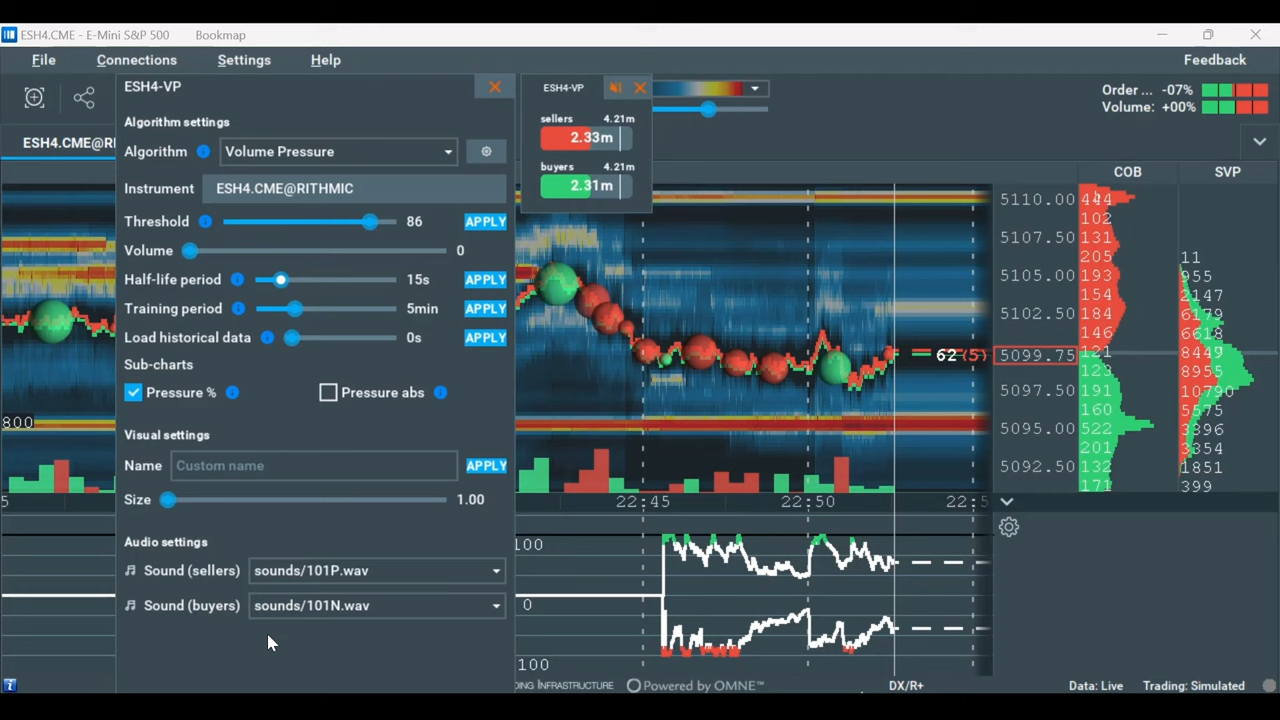 ESH4.CME - E-Mini S&P 500 Bookmap
File Connections Settings Help Feedback
ESH4-VP
ESH4-VP
Order ... -07%
Volume: +00%
Algorithm settings
sellers 4.21m
2.33m
buyers 4.21m
2.31m
ESH4.CME@RI
Algorithm Volume Pressure
Instrument ESH4.CME@RITHMIC
Threshold 86 APPLY
Volume 0
Half-life period 15s APPLY
Training period 5min APPLY
Load historical data 0s APPLY
Sub-charts
Pressure % Pressure abs
Visual settings
Name Custom name APPLY
Size 1.00
Audio settings
Sound (sellers) sounds/101P.wav
Sound (buyers) sounds/101N.wav
COB SVP
5110.00 444
102
5107.50 131
205 11
5105.00 193 955
154 2147
5102.50 184 6179
146 6618
62 (5) 5099.75 121 8449
123 8955
5097.50 191 10790
160 5575
5095.00 522 3396
201 3354
5092.50 132 1851
171 399
800
22:45 22:50 22:5
100
0
100
DING INFRASTRUCTURE Powered by OMNE™ DX/R+ Data: Live Trading: Simulated